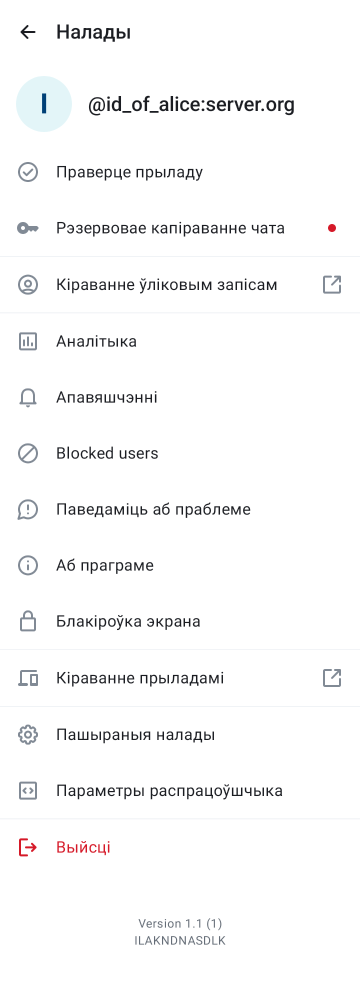 Налады
I
@id_of_alice:server.org
Праверце прыладу
Рэзервовае капіраванне чата
Кіраванне ўліковым запісам
Аналітыка
Апавяшчэнні
Blocked users
Паведаміць аб праблеме
Аб праграме
Блакіроўка экрана
Кіраванне прыладамі
Пашыраныя налады
Параметры распрацоўшчыка
Выйсці
Version 1.1 (1)
ILAKNDNASDLK